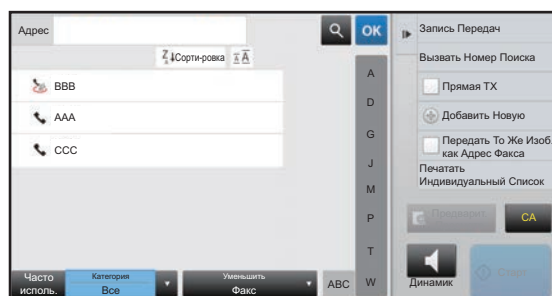 Адрес
OK
Z
A
Сорти-ровка
A A
BBB
AAA
CCC
A
D
G
J
M
P
T
W
Часто
исполь.
Категория
Все
Уменьшить
Факс
ABC
Запись Передач
Вызвать Номер Поиска
Прямая TX
Добавить Новую
Передать То Же Изоб.
как Адрес Факса
Печатать
Индивидуальный Список
CA
Динамик
Старт